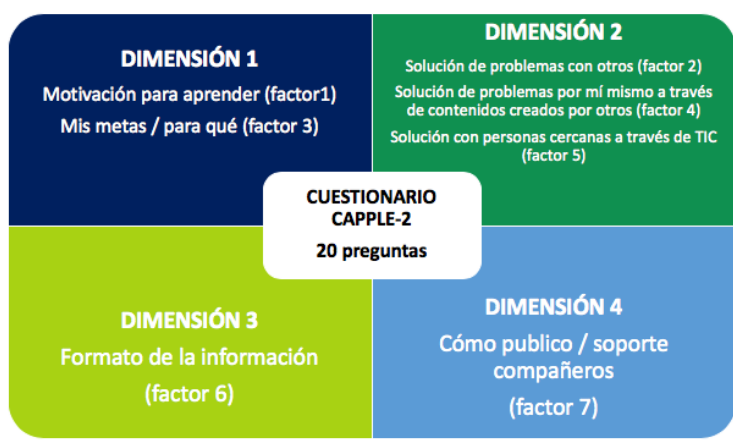 DIMENSIÓN 1
Motivación para aprender (factor1)
Mis metas / para qué (factor 3)
DIMENSIÓN 2
Solución de problemas con otros (factor 2)
Solución de problemas por mí mismo a través
de contenidos creados por otros (factor 4)
Solución con personas cercanas a través de TIC
(factor 5)
CUESTIONARIO
CAPPLE-2
20 preguntas
DIMENSIÓN 3
Formato de la información
(factor 6)
DIMENSIÓN 4
Cómo publico / soporte
compañeros
(factor 7)